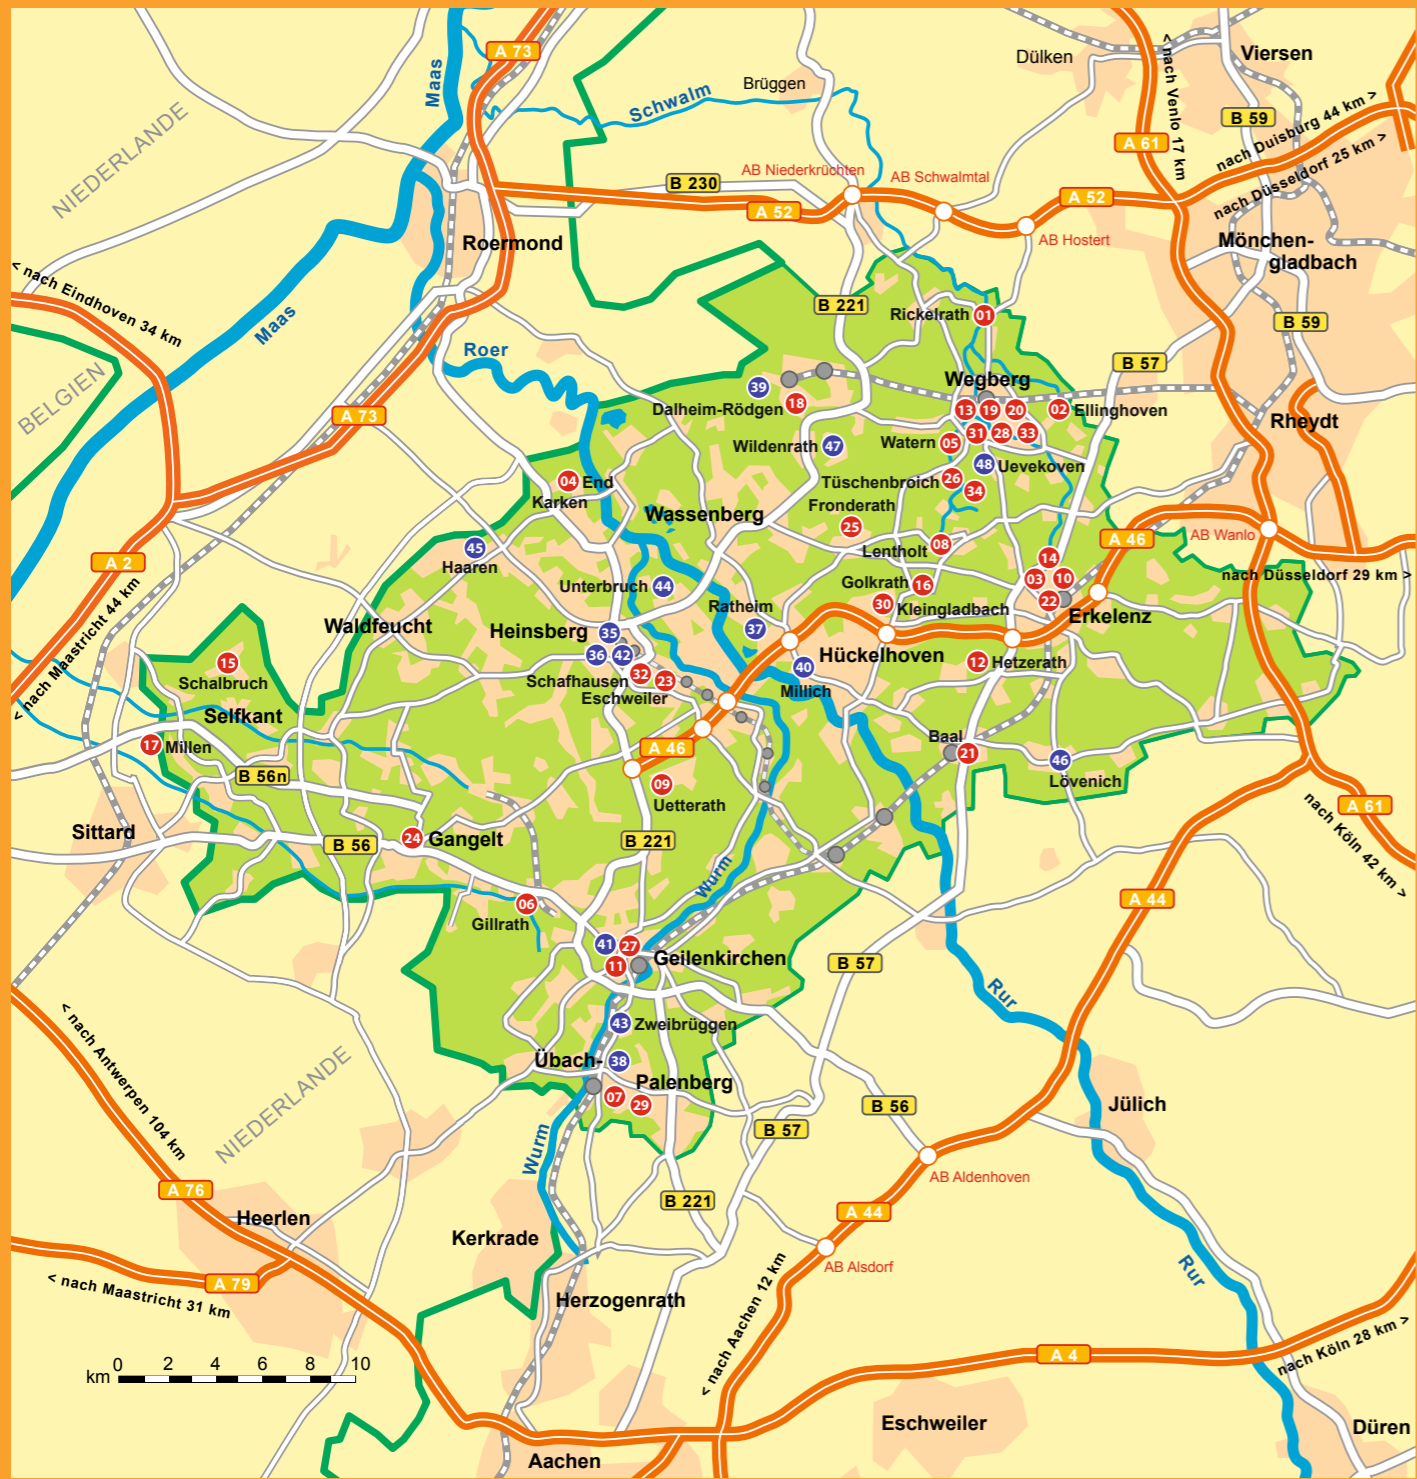 A 73
Maas
Dülken
Viersen
Brüggen
Schwalm
< nach Venlo 17 km
B 59
nach Duisburg 44 km >
A 61
nach Düsseldorf 25 km >
NIEDERLANDE
AB Niederkrüchten
AB Schwalmtal
B 230
A 52
A 52
AB Hostert
Roermond
Mönchen-
gladbach
< nach Eindhoven 34 km
Maas
B 221
Rickelrath 01
B 59
Roer
B 57
BELGIEN
39
Wegberg
Dalheim-Rödgen 18
13 19 20
02 Ellinghoven
A 73
Rheydt
31 28 33
Wildenrath 47
Watern 05
48 Uevekoven
04 End
Karken
Tüschenbroich 26
34
Fronderath
25
Wassenberg
A 46
AB Wanlo
45
Haaren
Lentholt 08
14
A 2
nach Düsseldorf 29 km >
Unterbruch 44
Golkrath 16
03 10
22
Ratheim
37
30 Kleingladbach
Erkelenz
< nach Maastricht 44 km
Waldfeucht
Heinsberg 35
36 42
Hückelhoven
15
Schalbruch
Schafhausen 32 23
Eschweiler
40
Millich
12 Hetzerath
Selfkant
17 Millen
A 46
Baal
21
46
Lövenich
B 56n
09
Uetterath
A 61
nach Köln 42 km >
Sittard
B 56
24 Gangelt
B 221
Wurm
A 44
06
Gillrath
41 27
11
Geilenkirchen
B 57
Rur
43 Zweibrüggen
< nach Antwerpen 104 km
NIEDERLANDE
Übach- 38
Palenberg
07 29
B 56
Jülich
B 57
Wurm
AB Aldenhoven
A 76
B 221
A 44
Heerlen
Kerkrade
AB Alsdorf
Rur
< nach Maastricht 31 km
A 79
Herzogenrath
< nach Aachen 12 km
nach Köln 28 km >
A 4
km 0 2 4 6 8 10
Eschweiler
Düren
Aachen